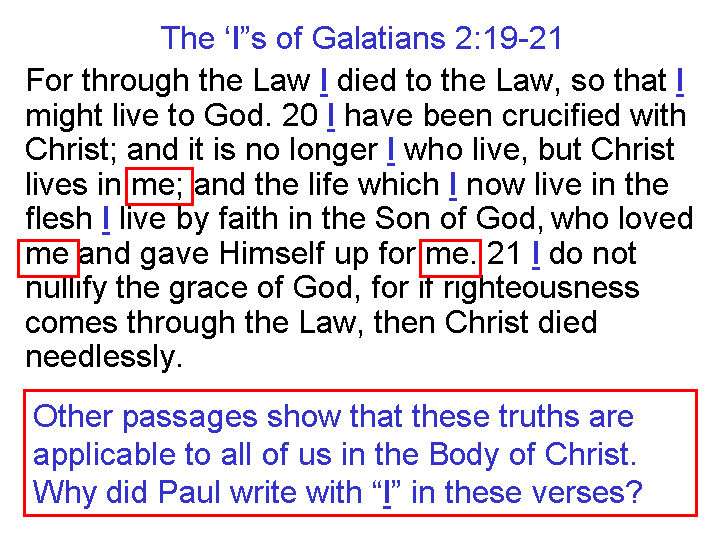 The ‘I”s of Galatians 2:19-21
For through the Law I died to the Law, so that I
might live to God. 20 I have been crucified with
Christ; and it is no longer I who live, but Christ
lives in me; and the life which I now live in the
flesh I live by faith in the Son of God, who loved
me and gave Himself up for me. 21 I do not
nullify the grace of God, for if righteousness
comes through the Law, then Christ died
needlessly.
Other passages show that these truths are
applicable to all of us in the Body of Christ.
Why did Paul write with “I” in these verses?